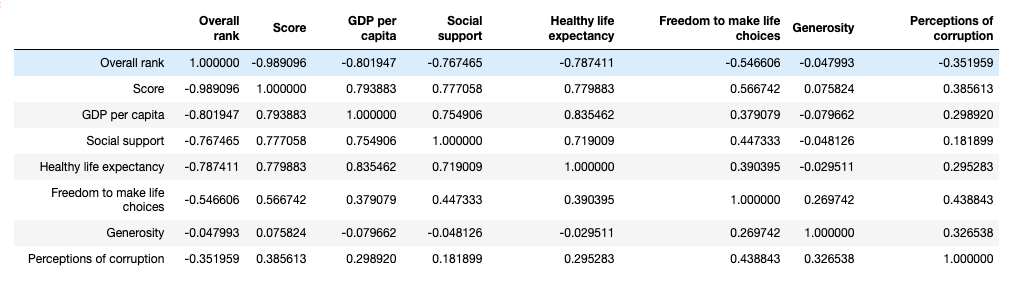 Overall rank Score GDP per capita Social support Healthy life expectancy Freedom to make life choices Generosity Perceptions of corruption
Overall rank 1.000000 -0.989096 -0.801947 -0.767465 -0.787411 -0.546606 -0.047993 -0.351959
Score -0.989096 1.000000 0.793883 0.777058 0.779883 0.566742 0.075824 0.385613
GDP per capita -0.801947 0.793883 1.000000 0.754906 0.835462 0.379079 -0.079662 0.298920
Social support -0.767465 0.777058 0.754906 1.000000 0.719009 0.447333 -0.048126 0.181899
Healthy life expectancy -0.787411 0.779883 0.835462 0.719009 1.000000 0.390395 -0.029511 0.295283
Freedom to make life choices -0.546606 0.566742 0.379079 0.447333 0.390395 1.000000 0.269742 0.438843
Generosity -0.047993 0.075824 -0.079662 -0.048126 -0.029511 0.269742 1.000000 0.326538
Perceptions of corruption -0.351959 0.385613 0.298920 0.181899 0.295283 0.438843 0.326538 1.000000